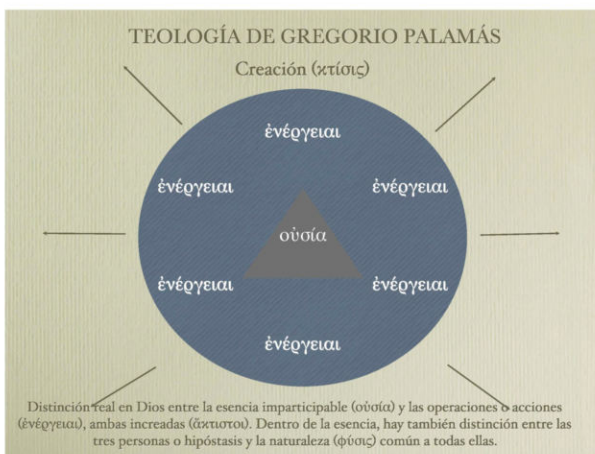 TEOLOGÍA DE GREGORIO PALAMÁS
Creación (κτίσις)
ἐνέργειαι
ἐνέργειαι ἐνέργειαι
οὐσία
ἐνέργειαι ἐνέργειαι
ἐνέργειαι
Distinción real en Dios entre la esencia imparticipable (οὐσία) y las operaciones o acciones
(ἐνέργειαι), ambas increadas (ἄκτιστοι). Dentro de la esencia, hay también distinción entre las
tres personas o hipóstasis y la naturaleza (φύσις) común a todas ellas.